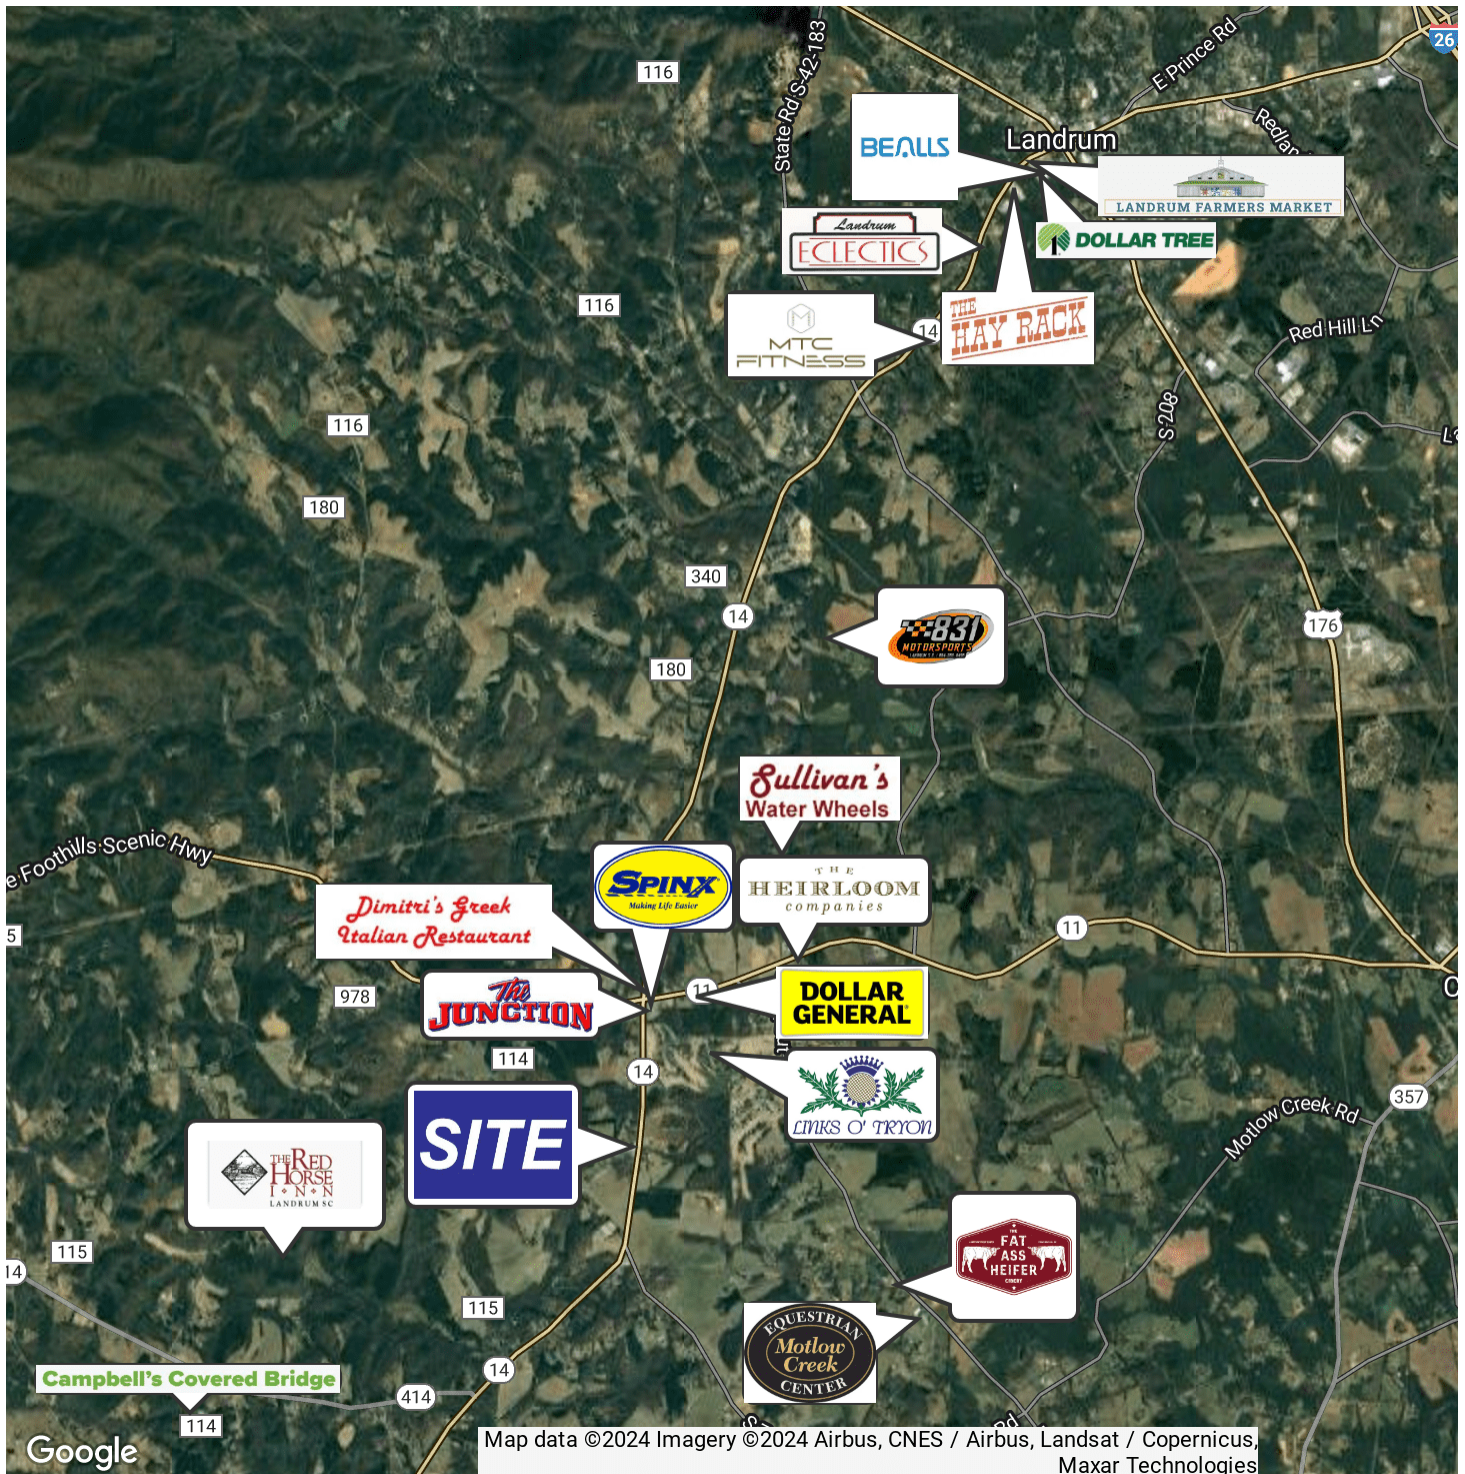 26
E Prince Rd
State Rd S-42-183
116
BEALLS
Landrum
LANDRUM FARMERS MARKET
Landrum
ECLECTICS
DOLLAR TREE
116
MTC
FITNESS
14
THE
HAY RACK
Red Hill Ln
116
S-208
180
340
14
831
MOTORSPORTS
176
180
Sullivan's
Water Wheels
e Foothills Scenic Hwy
SPINX
Making Life Easier
THE
HEIRLOOM
companies
Dimitri's Greek
Italian Restaurant
5
11
978
The
JUNCTION
11
DOLLAR
GENERAL
114
14
LINKS O' TRYON
357
Motlow Creek Rd
SITE
THE RED
HORSE
INN
LANDRUM SC
THE
FAT
ASS
HEIFER
115
14
115
EQUESTRIAN
Motlow
Creek
CENTER
Campbell's Covered Bridge
14
414
114
Rd
Google
Map data ©2024 Imagery ©2024 Airbus, CNES / Airbus, Landsat / Copernicus,
Maxar Technologies